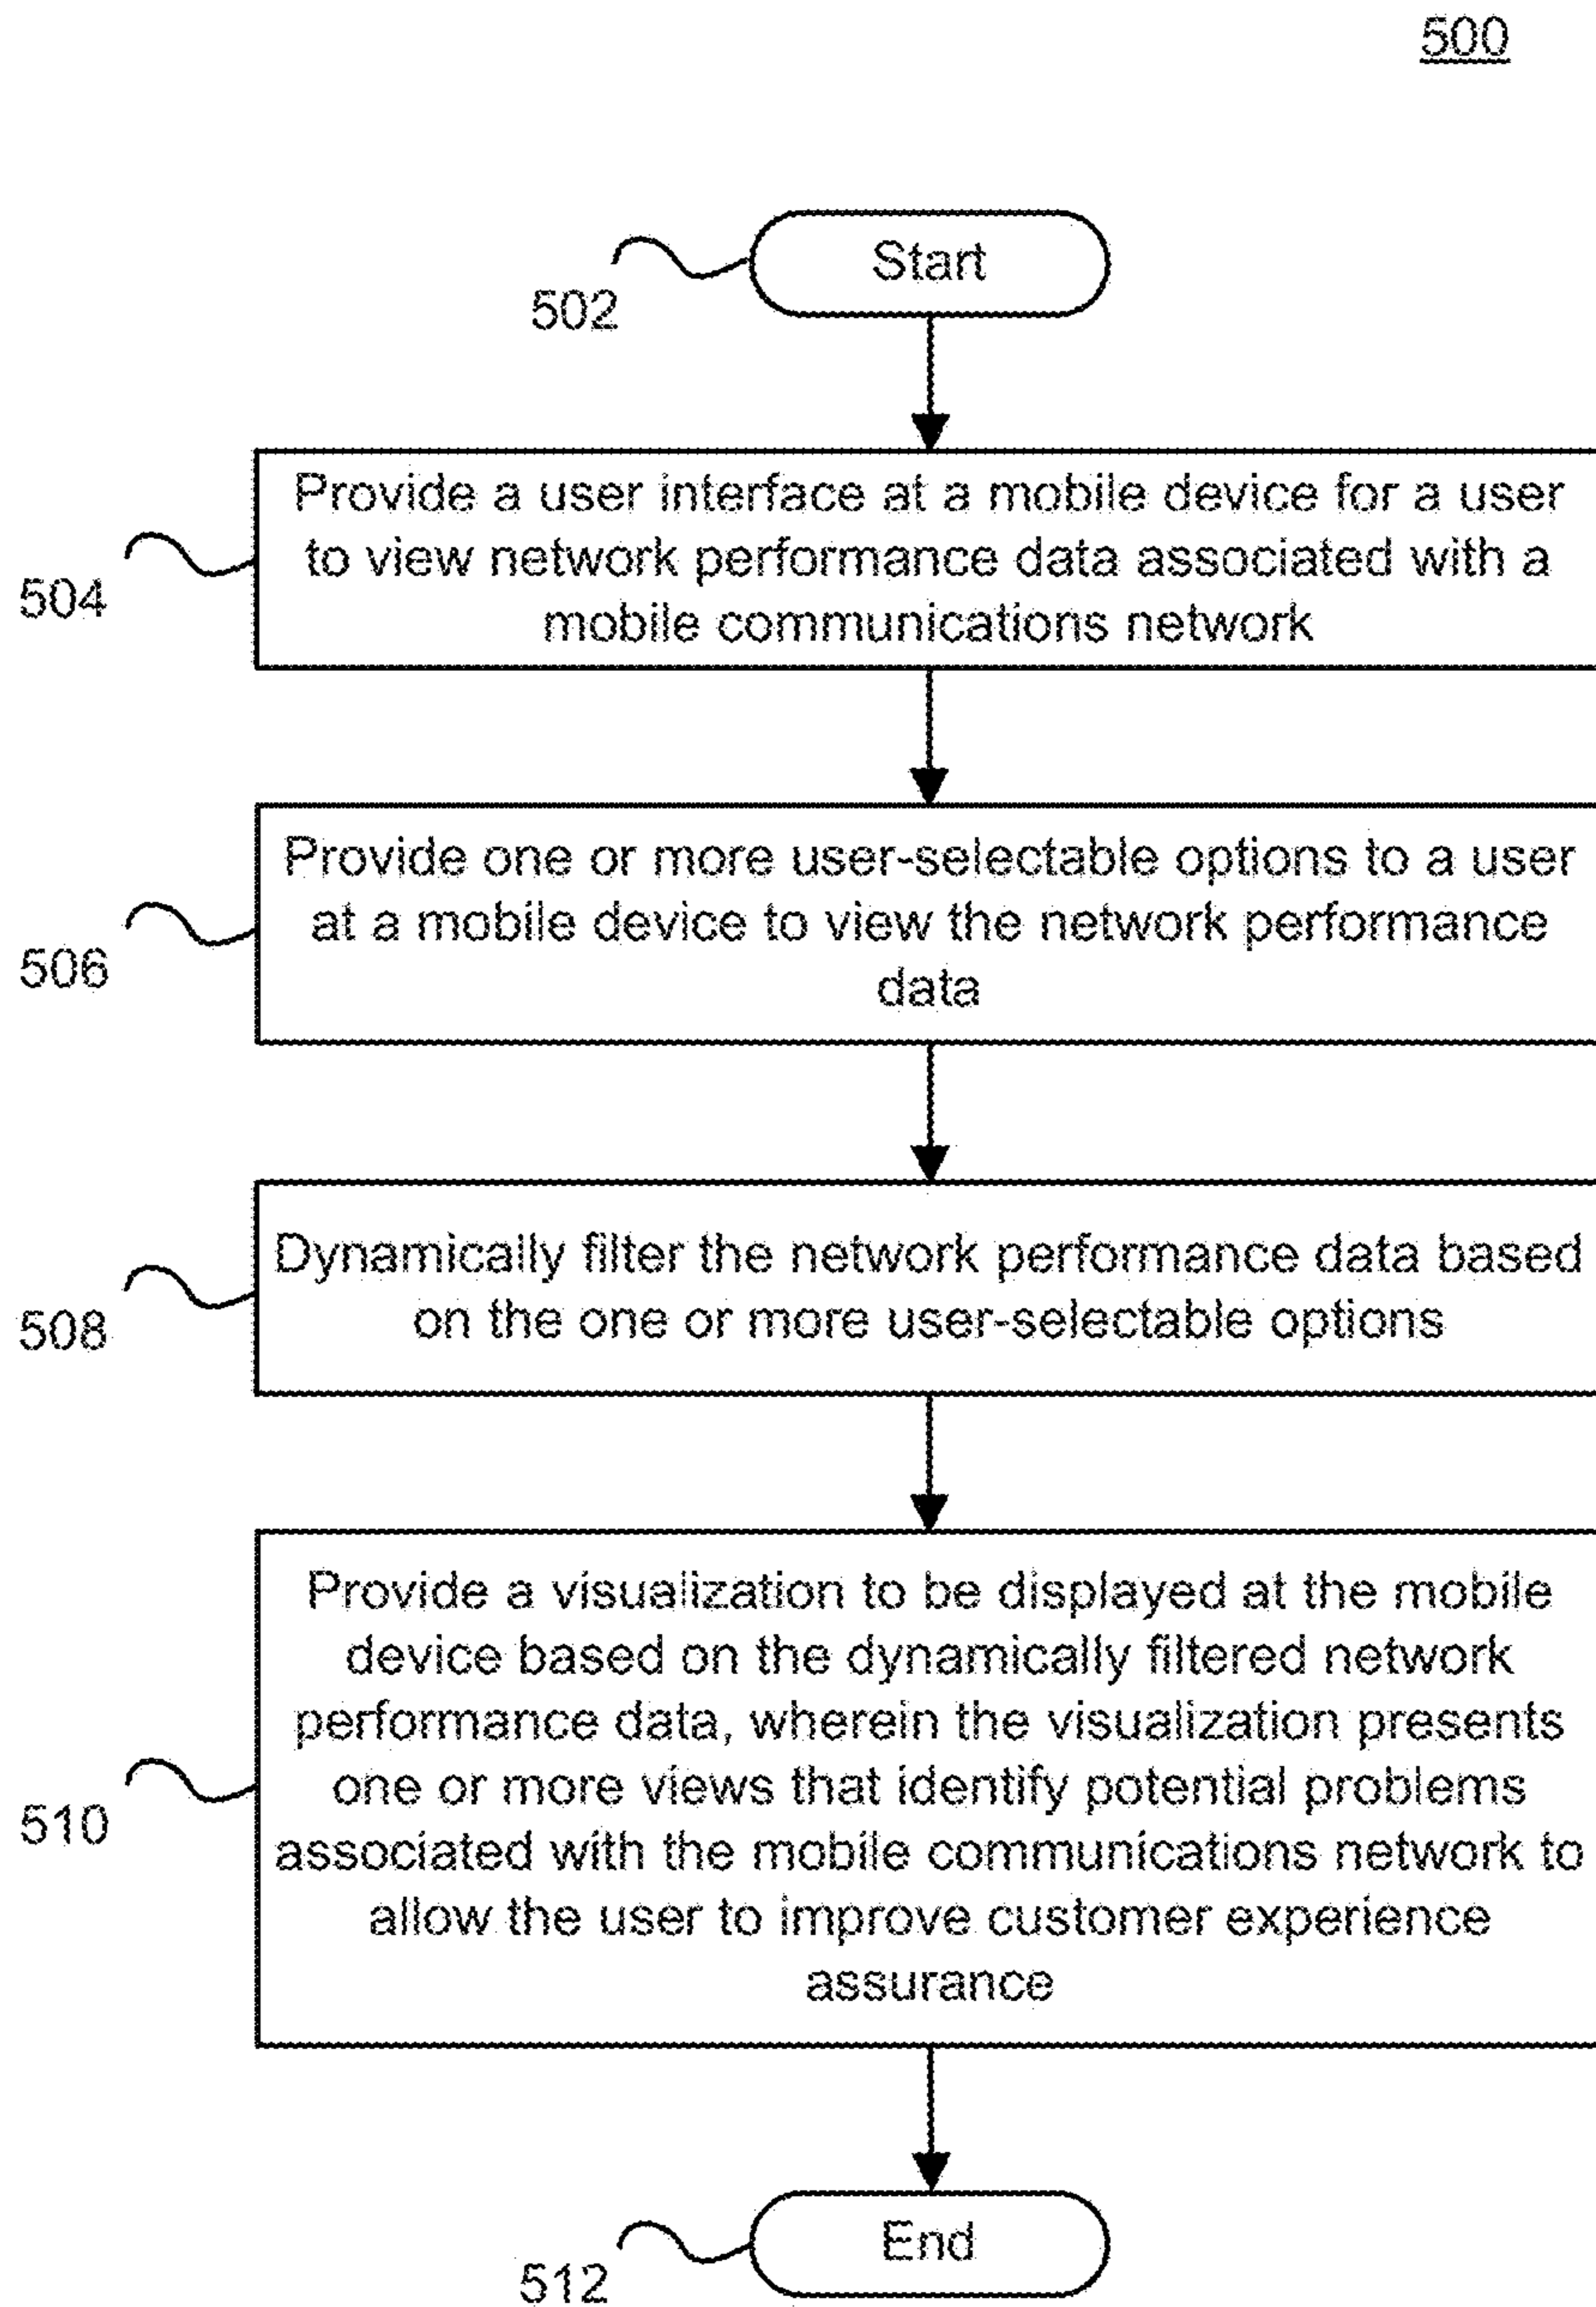 500
Start
502
Provide a user interface at a mobile device for a user
to view network performance data associated with a
mobile communications network
504
Provide one or more user-selectable options to a user
at a mobile device to view the network performance
data
506
Dynamically filter the network performance data based
on the one or more user-selectable options
508
Provide a visualization to be displayed at the mobile
device based on the dynamically filtered network
performance data, wherein the visualization presents
one or more views that identify potential problems
associated with the mobile communications network to
allow the user to improve customer experience
assurance
510
End
512